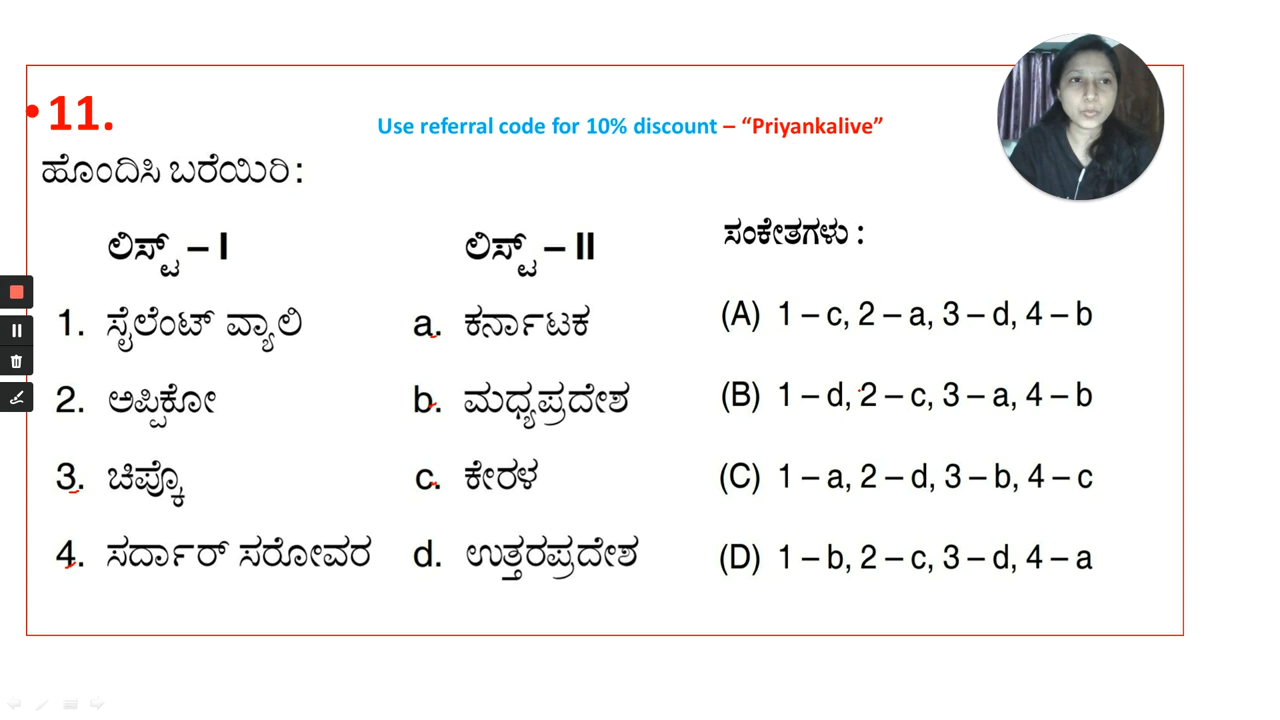 • 11.
Use referral code for 10% discount – “Priyankalive”
ಹೊಂದಿಸಿ ಬರೆಯಿರಿ :
ಲಿಸ್ಟ್ – I
ಲಿಸ್ಟ್ – II
1. ಸೈಲೆಂಟ್ ವ್ಯಾಲಿ
a. ಕರ್ನಾಟಕ
2. ಅಪ್ಪಿಕೋ
b. ಮಧ್ಯಪ್ರದೇಶ
3. ಚಿಪ್ಕೊ
c. ಕೇರಳ
4. ಸರ್ದಾರ್ ಸರೋವರ
d. ಉತ್ತರಪ್ರದೇಶ
ಸಂಕೇತಗಳು :
(A) 1 – c, 2 – a, 3 – d, 4 – b
(B) 1 – d, 2 – c, 3 – a, 4 – b
(C) 1 – a, 2 – d, 3 – b, 4 – c
(D) 1 – b, 2 – c, 3 – d, 4 – a